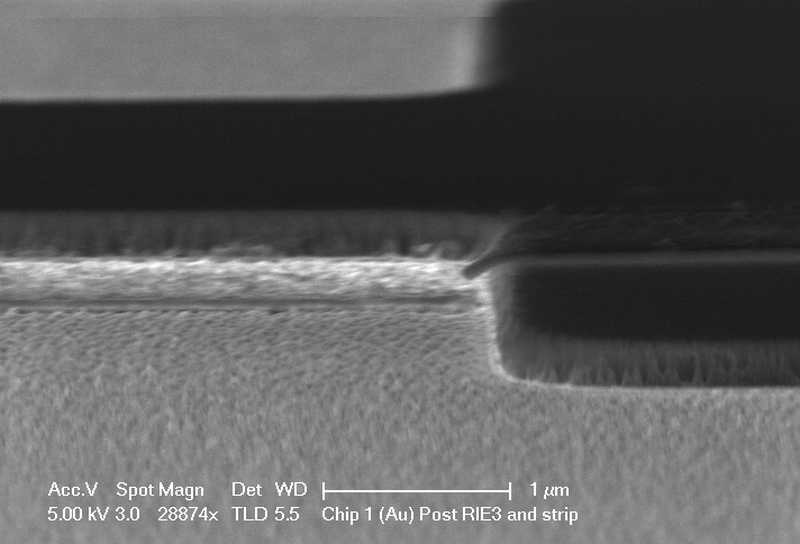 Acc.V Spot Magn Det WD 1 µm
5.00 kV 3.0 28874x TLD 5.5 Chip 1 (Au) Post RIE3 and strip